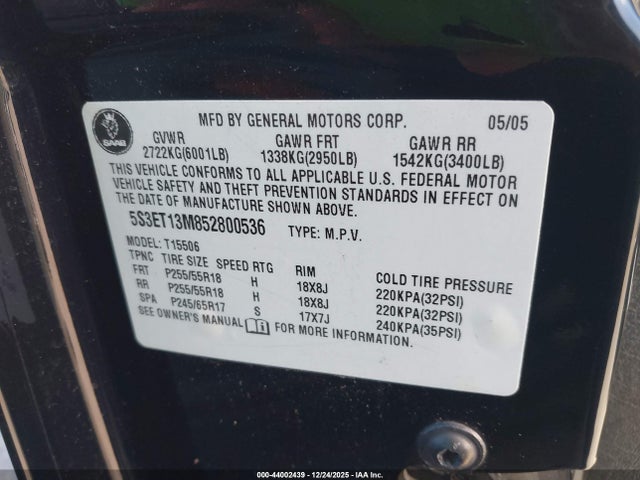 SAAB
MFD BY GENERAL MOTORS CORP. 05/05
GVWR GAWR FRT GAWR RR
2722KG(6001LB) 1338KG(2950LB) 1542KG(3400LB)
THIS VEHICLE CONFORMS TO ALL APPLICABLE U.S. FEDERAL MOTOR
VEHICLE SAFETY AND THEFT PREVENTION STANDARDS IN EFFECT ON
THE DATE OF MANUFACTURE SHOWN ABOVE.
5S3ET13M852800536 TYPE: M.P.V.
MODEL: T15506
TPNC TIRE SIZE SPEED RTG RIM COLD TIRE PRESSURE
FRT P255/55R18 H 18X8J 220KPA(32PSI)
RR P255/55R18 H 18X8J 220KPA(32PSI)
SPA P245/65R17 S 17X7J 240KPA(35PSI)
SEE OWNER'S MANUAL i FOR MORE INFORMATION.
000-44002439 - 12/24/2025 - IAA Inc.